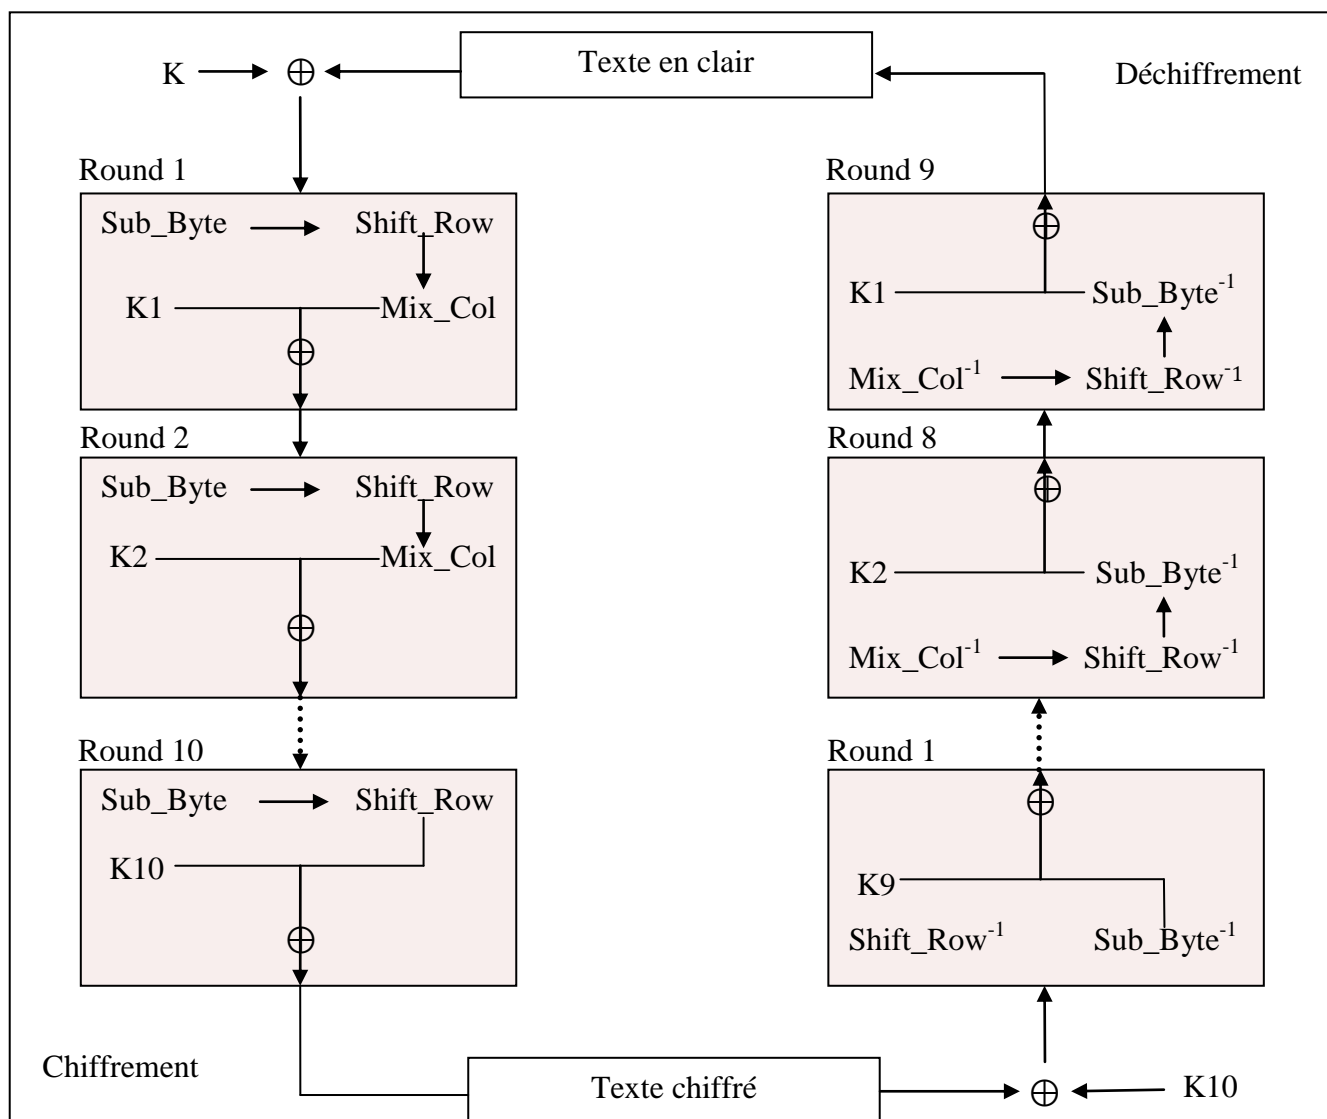 K ⊕ Texte en clair
Déchiffrement
Round 1
Sub_Byte Shift_Row
K1 Mix_Col
⊕
Round 2
Sub_Byte Shift_Row
K2 Mix_Col
⊕
Round 10
Sub_Byte Shift_Row
K10
⊕
Chiffrement
Texte chiffré ⊕ K10
Round 9
⊕
K1 Sub_Byte⁻¹
Mix_Col⁻¹ Shift_Row⁻¹
Round 8
⊕
K2 Sub_Byte⁻¹
Mix_Col⁻¹ Shift_Row⁻¹
Round 1
⊕
K9
Shift_Row⁻¹ Sub_Byte⁻¹